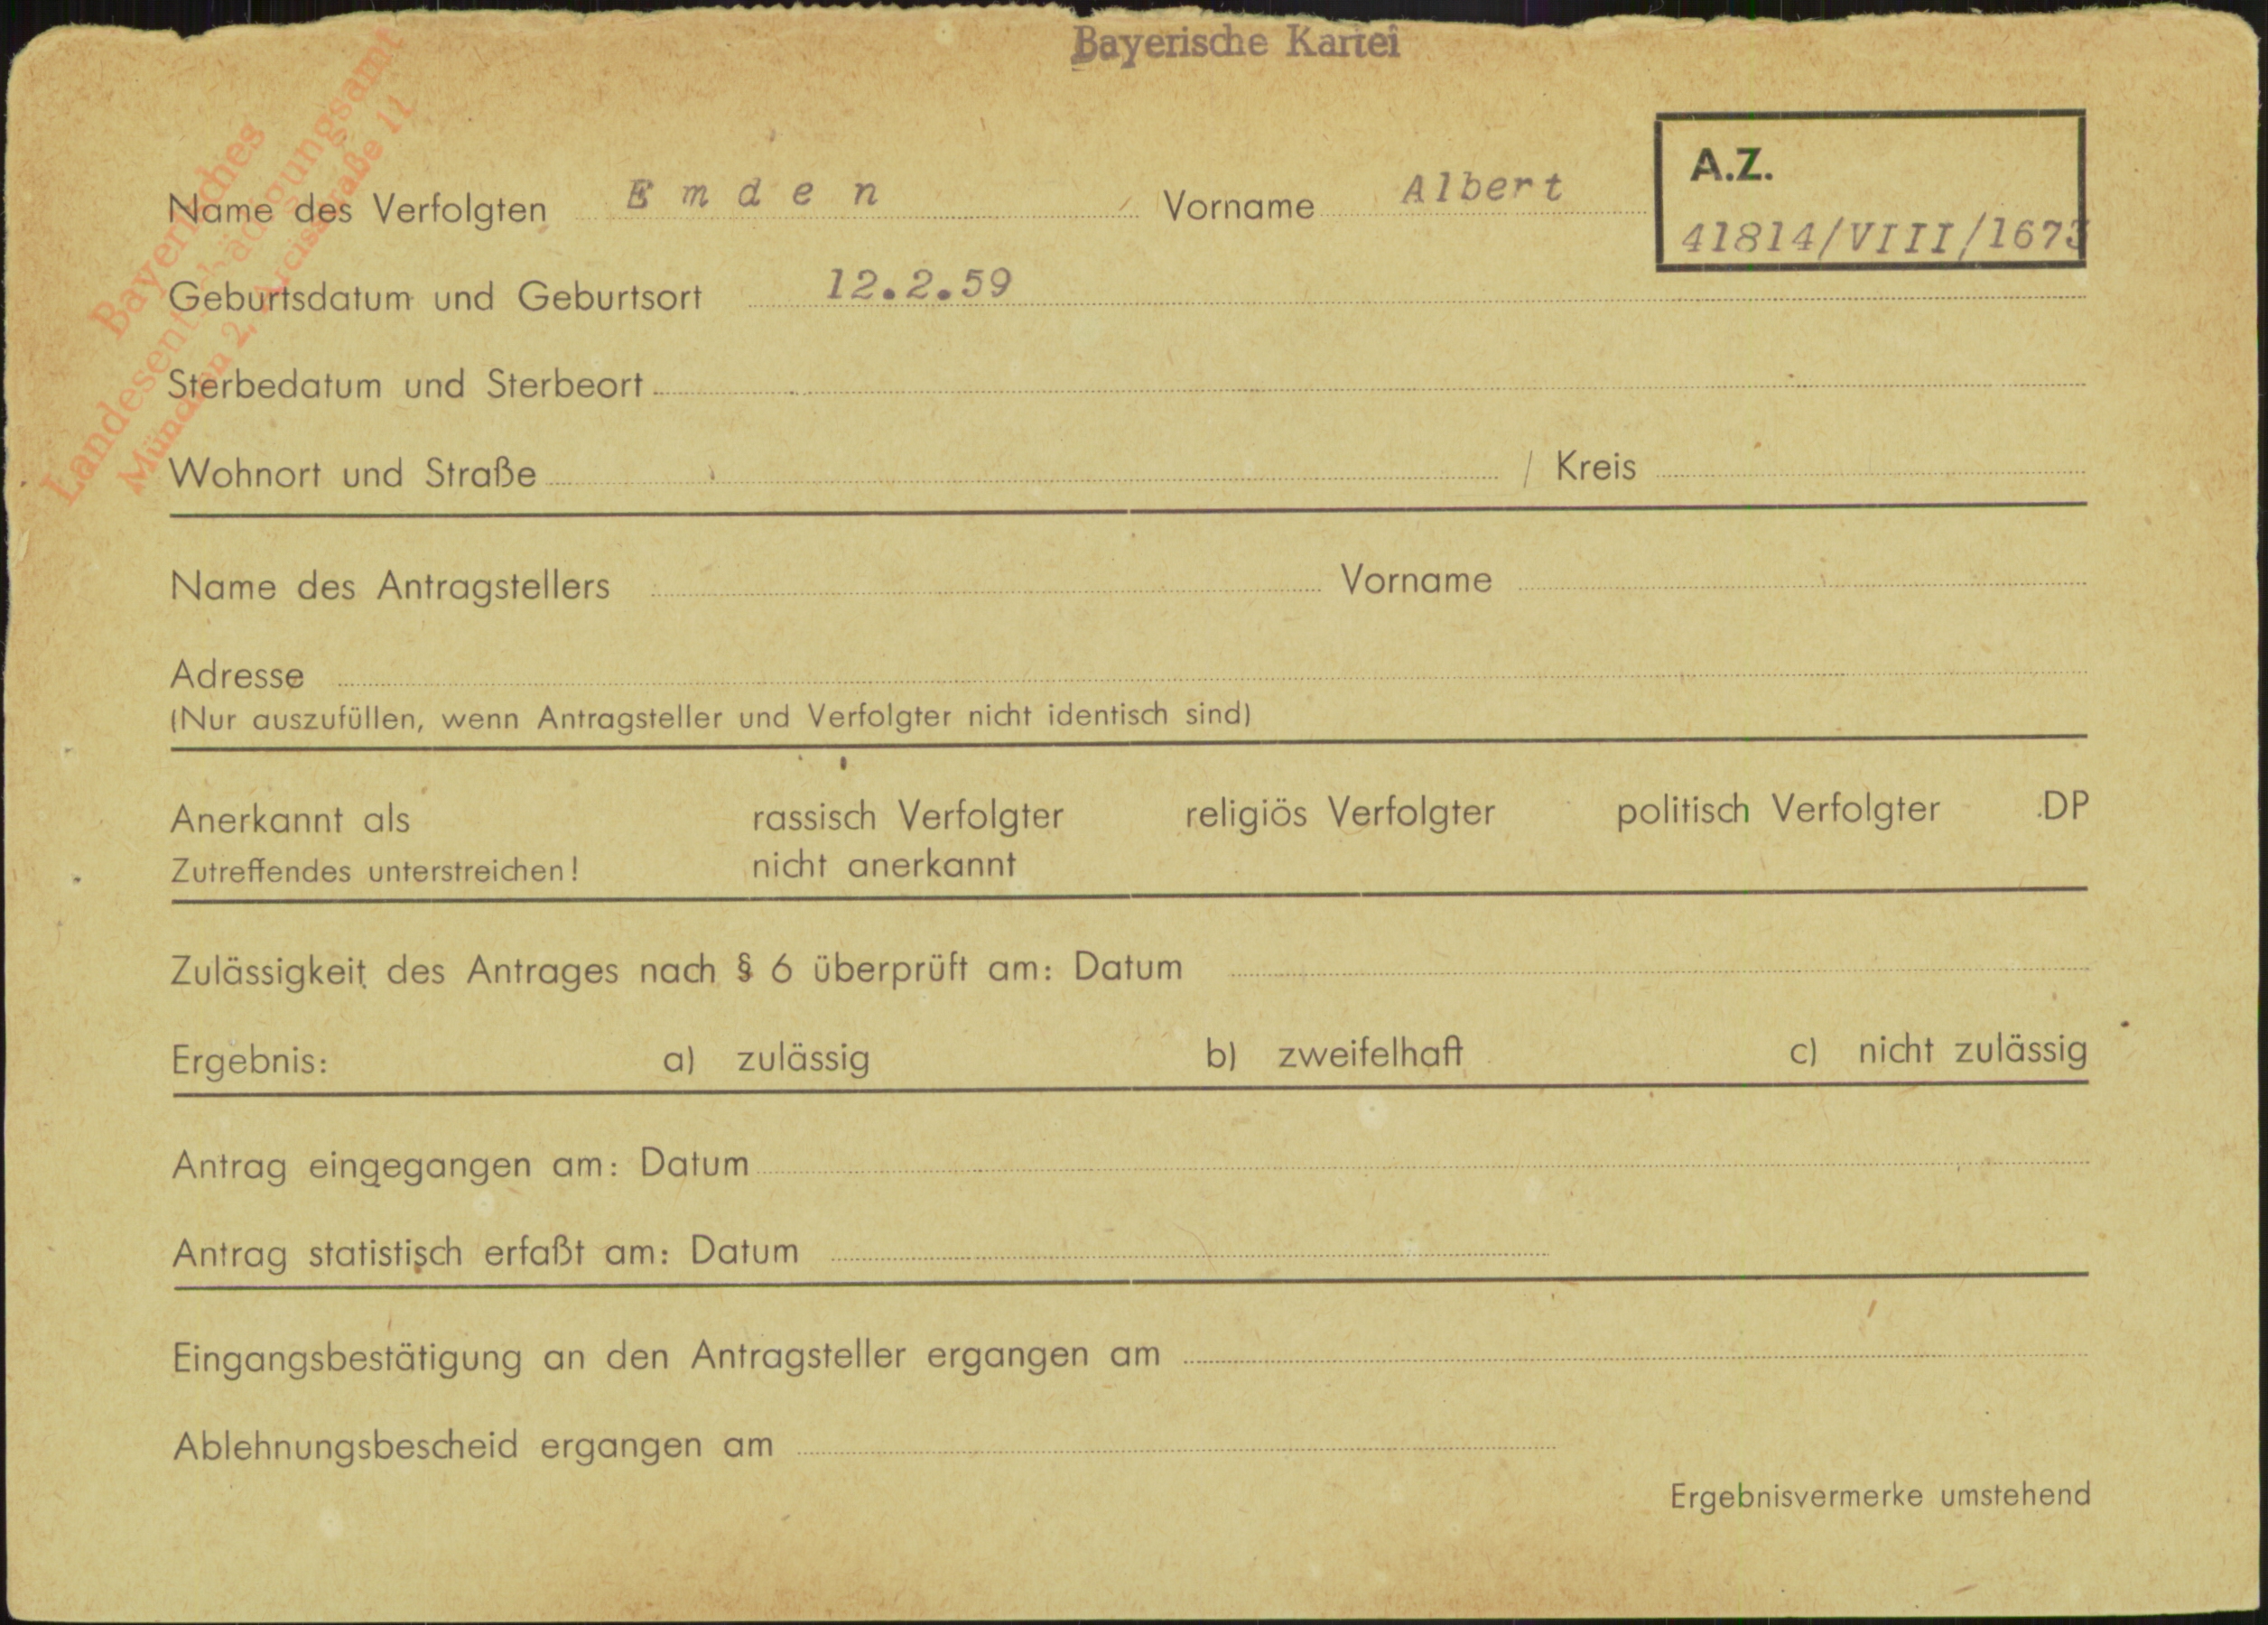 Bayerische Kartei
Bayerisches
Landesentschädigungsamt
München 2, Arcisstraße 11
A.Z.
41814/VIII/1673
Name des Verfolgten E m d e n Vorname Albert
Geburtsdatum und Geburtsort 12.2.59
Sterbedatum und Sterbeort
Wohnort und Straße / Kreis
Name des Antragstellers Vorname
Adresse
(Nur auszufüllen, wenn Antragsteller und Verfolgter nicht identisch sind)
Anerkannt als rassisch Verfolgter religiös Verfolgter politisch Verfolgter DP
Zutreffendes unterstreichen! nicht anerkannt
Zulässigkeit des Antrages nach § 6 überprüft am: Datum
Ergebnis: a) zulässig b) zweifelhaft c) nicht zulässig
Antrag eingegangen am: Datum
Antrag statistisch erfaßt am: Datum
Eingangsbestätigung an den Antragsteller ergangen am
Ablehnungsbescheid ergangen am
Ergebnisvermerke umstehend